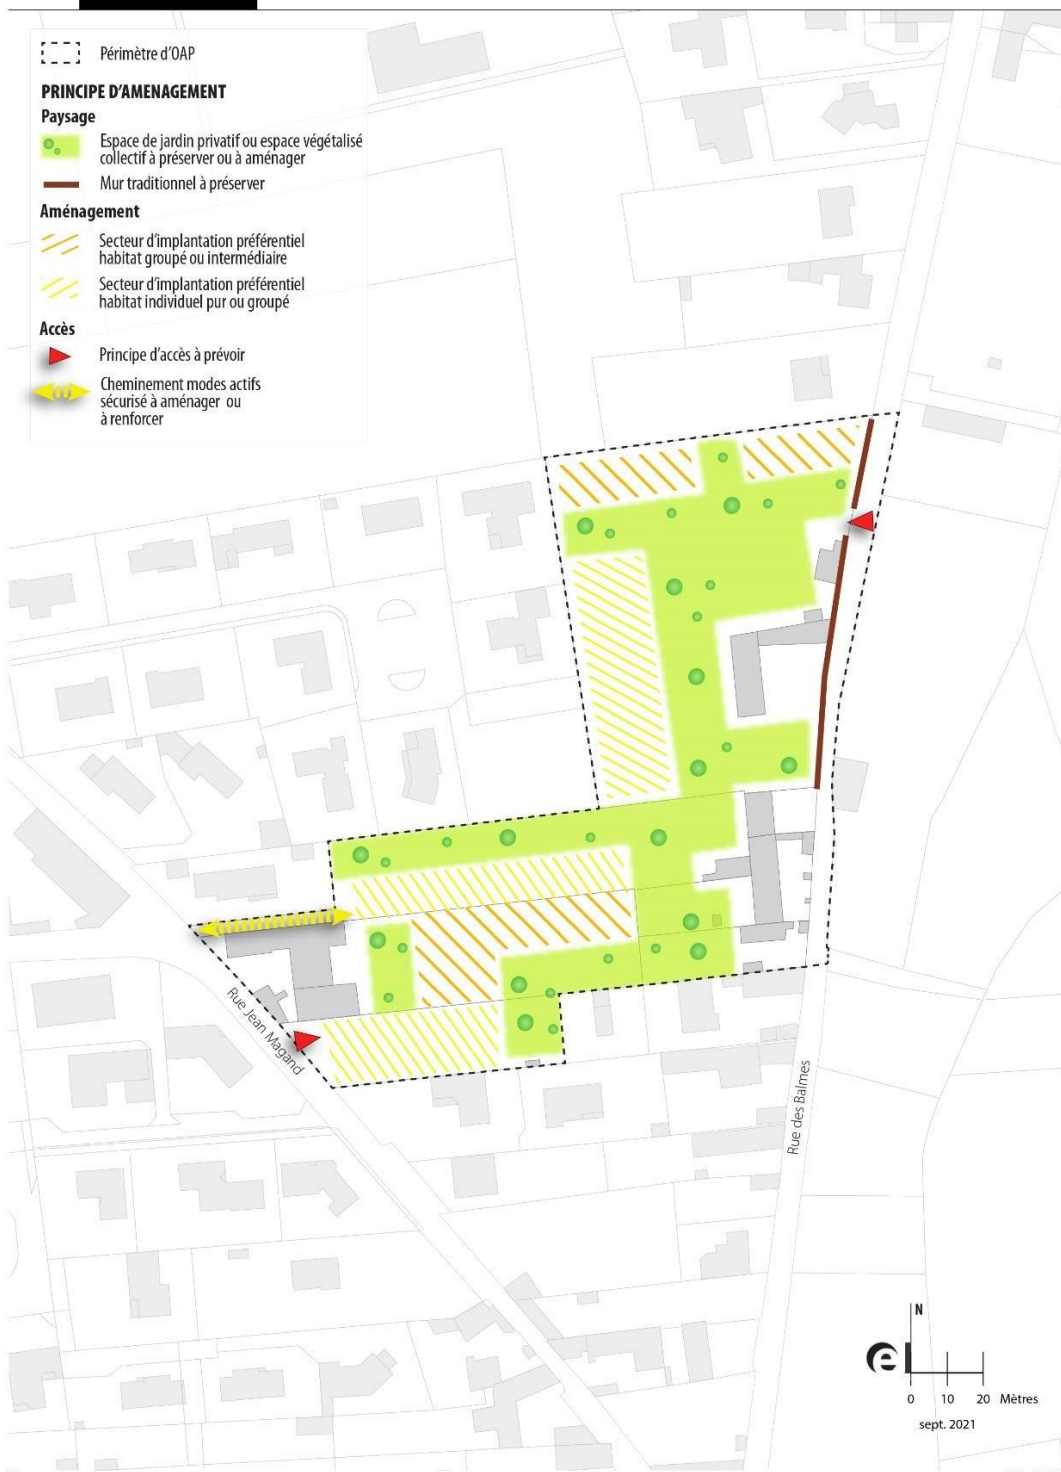 Périmètre d'OAP
PRINCIPE D'AMENAGEMENT
Paysage
Espace de jardin privatif ou espace végétalisé
collectif à préserver ou à aménager
Mur traditionnel à préserver
Aménagement
Secteur d'implantation préférentiel
habitat groupé ou intermédiaire
Secteur d'implantation préférentiel
habitat individuel pur ou groupé
Accès
Principe d'accès à prévoir
Cheminement modes actifs
sécurisé à aménager ou
à renforcer
Rue Jean Magand
Rue des Balmes
N
e
0 10 20 Mètres
sept. 2021